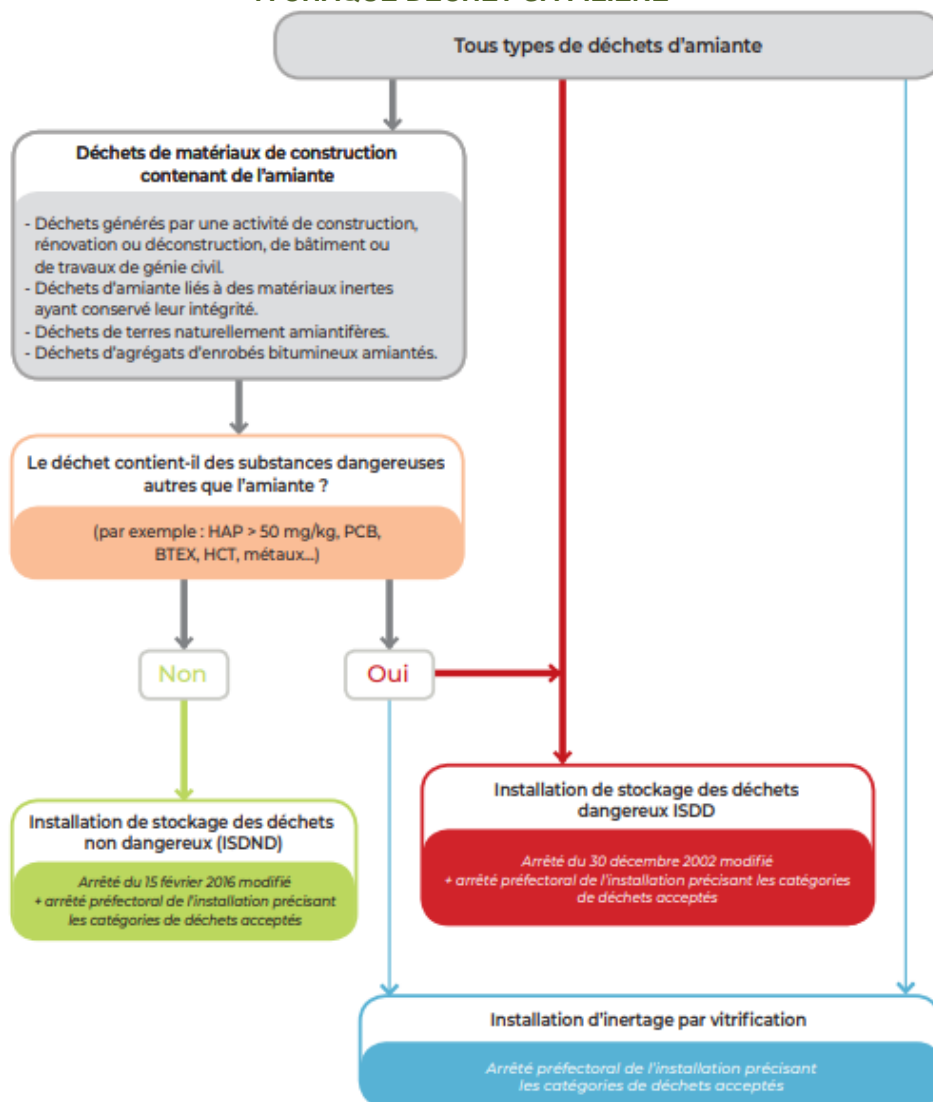 À CHAQUE DÉCHET SA FILIÈRE
Tous types de déchets d'amiante
Déchets de matériaux de construction
contenant de l'amiante
- Déchets générés par une activité de construction,
rénovation ou déconstruction, de bâtiment ou
de travaux de génie civil.
- Déchets d'amiante liés à des matériaux inertes
ayant conservé leur intégrité.
- Déchets de terres naturellement amiantifères.
- Déchets d'agrégats d'enrobés bitumineux amiantés.
Le déchet contient-il des substances dangereuses
autres que l'amiante ?
(par exemple : HAP > 50 mg/kg, PCB,
BTEX, HCT, métaux...)
Non
Oui
Installation de stockage des déchets
non dangereux (ISDND)
Arrêté du 15 février 2016 modifié
+ arrêté préfectoral de l'installation précisant
les catégories de déchets acceptés
Installation de stockage des déchets
dangereux ISDD
Arrêté du 30 décembre 2002 modifié
+ arrêté préfectoral de l'installation précisant les catégories
de déchets acceptés
Installation d'inertage par vitrification
Arrêté préfectoral de l'installation précisant
les catégories de déchets acceptés